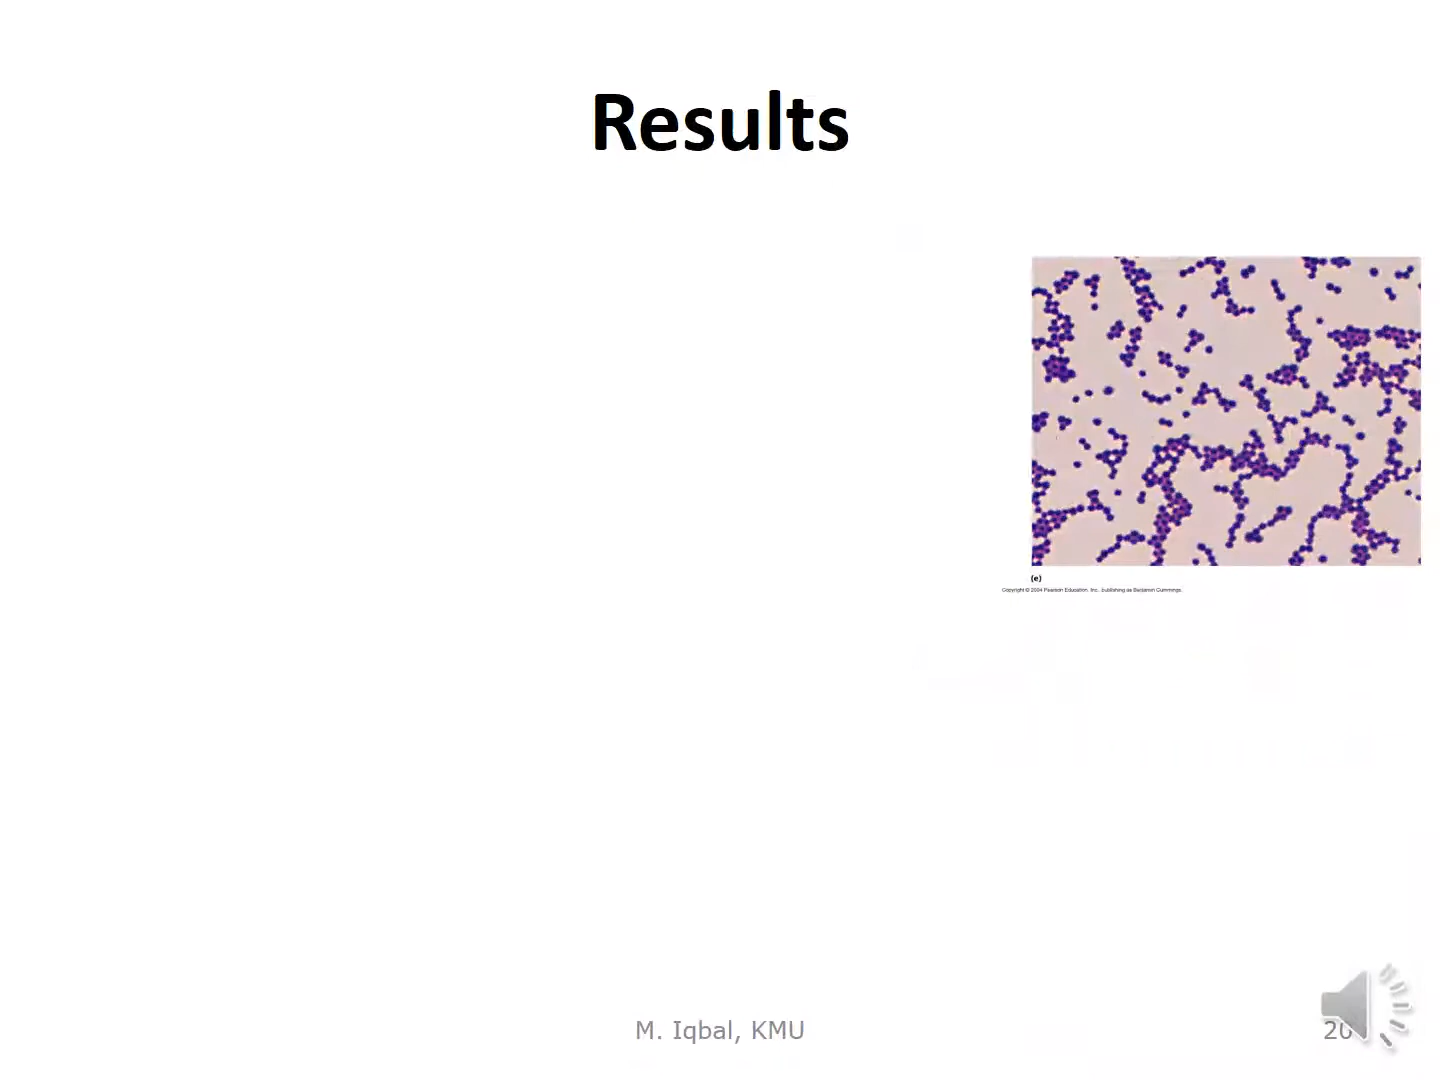 Results
(e)
Copyright © 2004 Pearson Education, Inc., publishing as Benjamin Cummings.
M. Iqbal, KMU
20